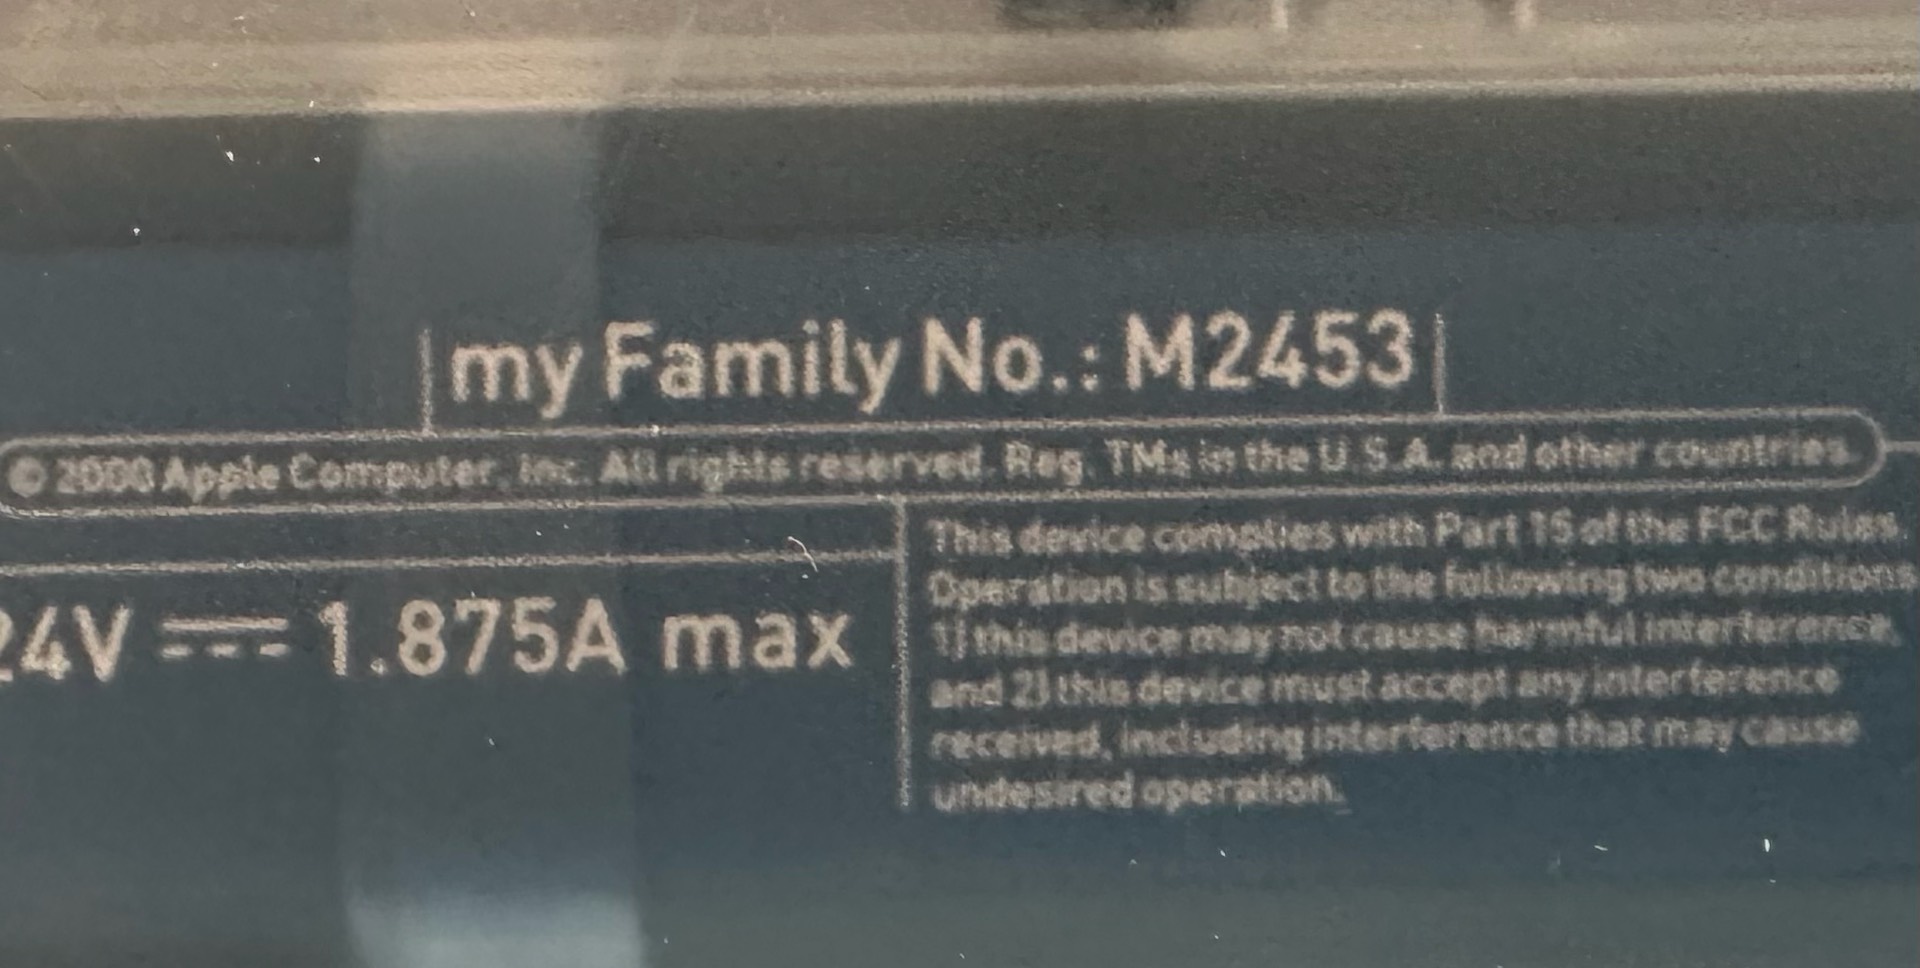 my Family No.: M2453
© 2000 Apple Computer, Inc. All rights reserved. Reg. TMs in the U.S.A. and other countries.
24V ⎓ 1.875A max
This device complies with Part 15 of the FCC Rules.
Operation is subject to the following two conditions:
1) this device may not cause harmful interference,
and 2) this device must accept any interference
received, including interference that may cause
undesired operation.